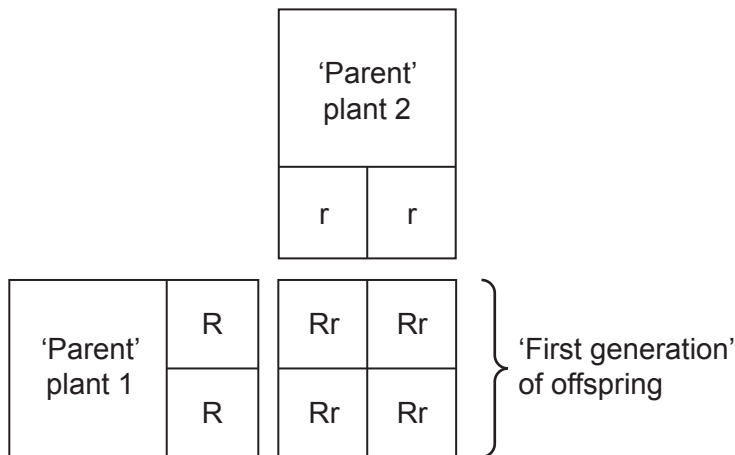 ‘Parent’
plant 2
r r
‘Parent’
plant 1
R Rr Rr
R Rr Rr
‘First generation’
of offspring